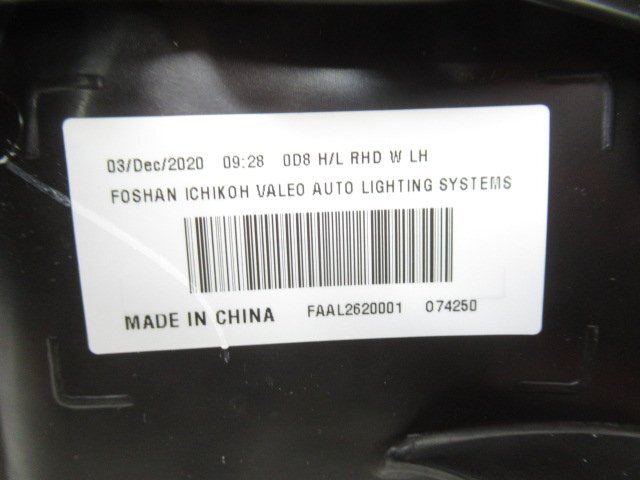 03/Dec/2020 09:28 0D8 H/L RHD W LH
FOSHAN ICHIKOH VALEO AUTO LIGHTING SYSTEMS
MADE IN CHINA FAAL2620001 074250